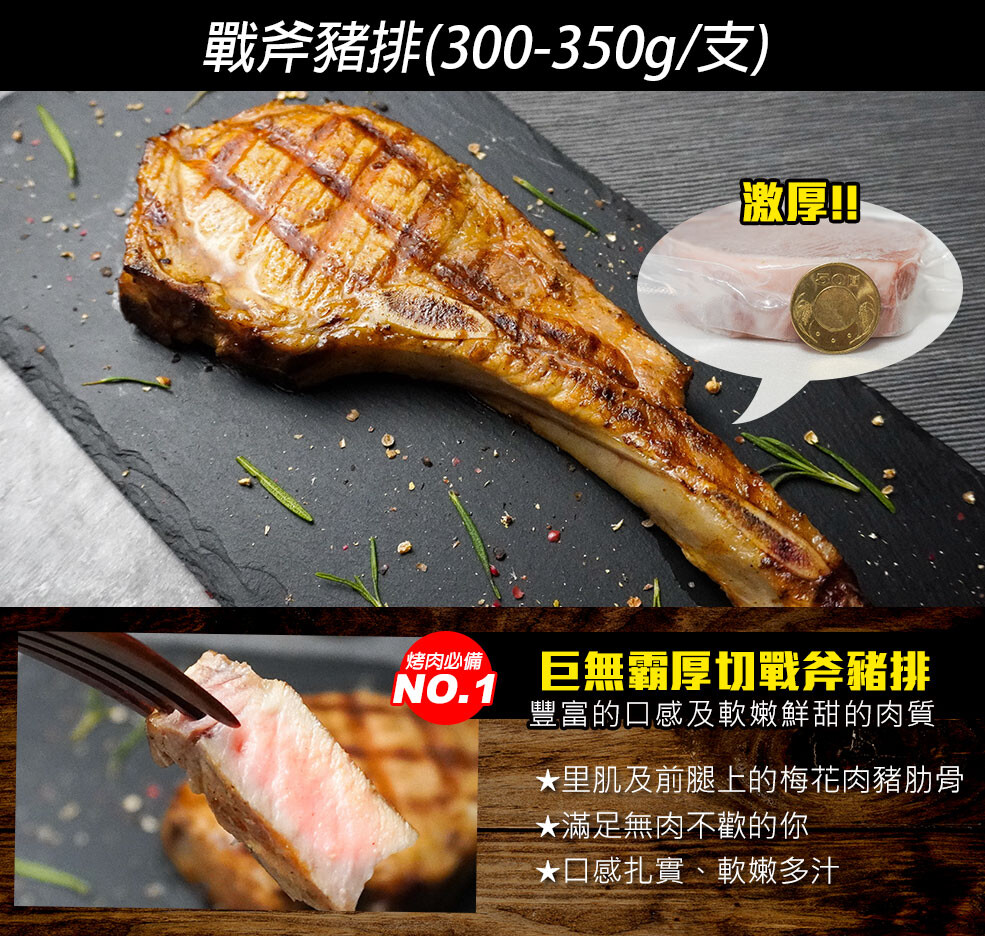 戰斧豬排(300-350g/支)
激厚!!
烤肉必備
NO.1
巨無霸厚切戰斧豬排
豐富的口感及軟嫩鮮甜的肉質
★里肌及前腿上的梅花肉豬肋骨
★滿足無肉不歡的你
★口感扎實、軟嫩多汁